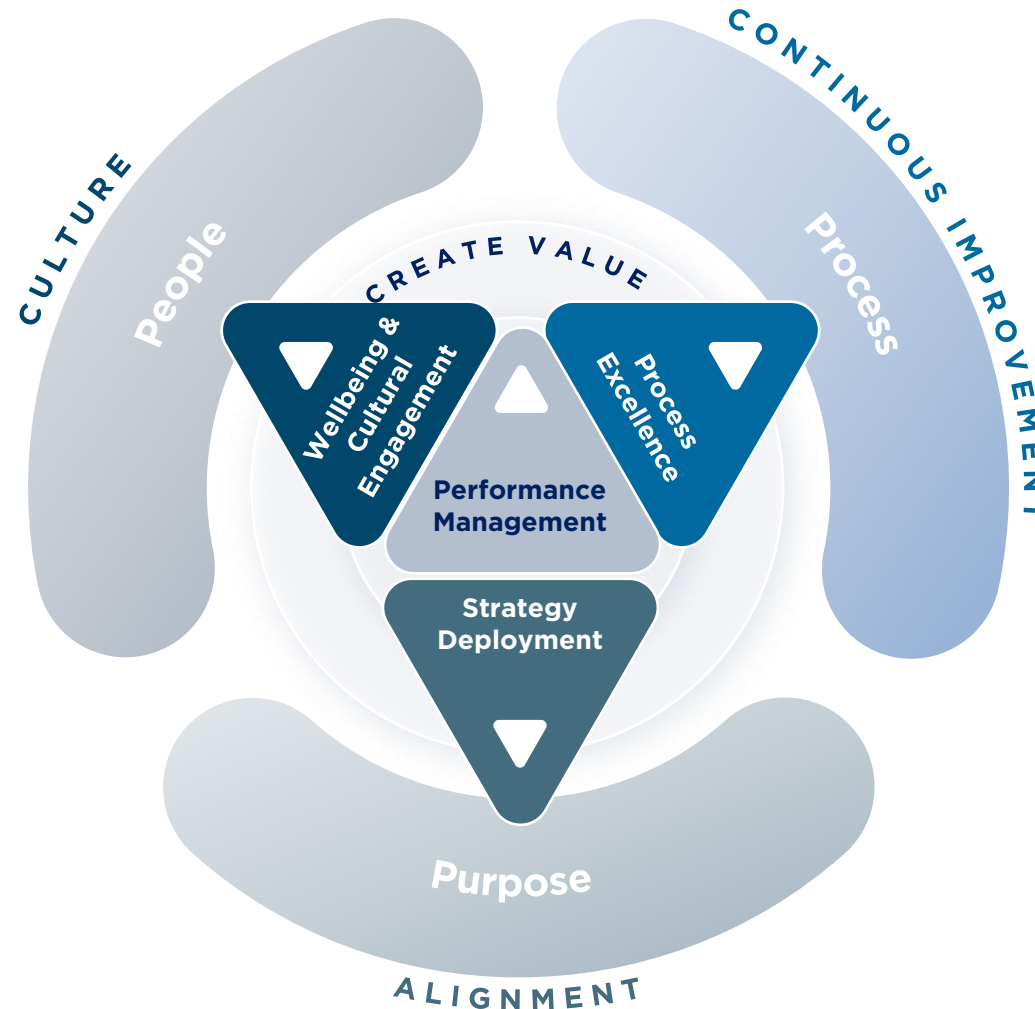 CULTURE
People
CONTINUOUS IMPROVEMENT
Process
CREATE VALUE
Wellbeing &
Cultural
Engagement
Process
Excellence
Performance
Management
Strategy
Deployment
Purpose
ALIGNMENT